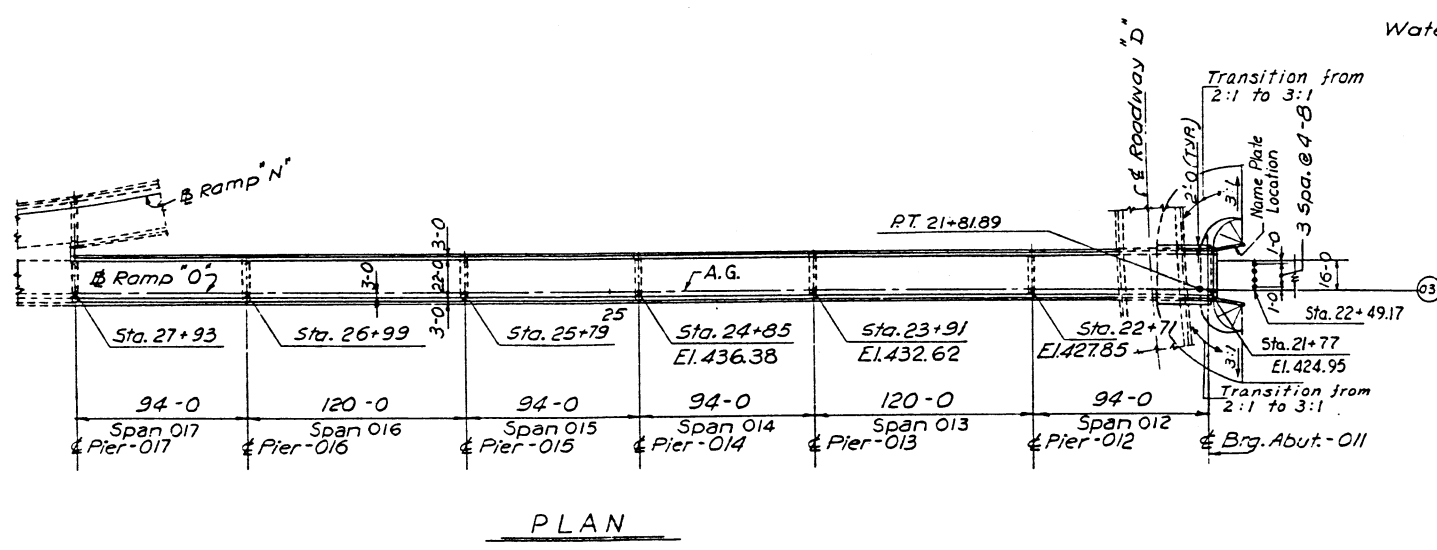 Wate
Transition from
2:1 to 3:1
℄ Roadway "D"
2'-0 (TYP.)
3:1
Name Plate
Location
3 Spa. @ 4-8
℄ Ramp "N"
P.T. 21+81.89
3-0
22-0
3-0
1-0
16-0
1-0
℄ Ramp "O"
3-0
A.G.
03
25
Sta. 22+49.17
Sta. 27+93
Sta. 26+99
Sta. 25+79
Sta. 24+85
El. 436.38
Sta. 23+91
El. 432.62
Sta. 22+71
El. 427.85
Sta. 21+77
El. 424.95
3:1
Transition from
2:1 to 3:1
94-0
120-0
94-0
94-0
120-0
94-0
Span 017
Span 016
Span 015
Span 014
Span 013
Span 012
℄ Pier-017
℄ Pier-016
℄ Pier-015
℄ Pier-014
℄ Pier-013
℄ Pier-012
℄ Brg. Abut.-011
PLAN